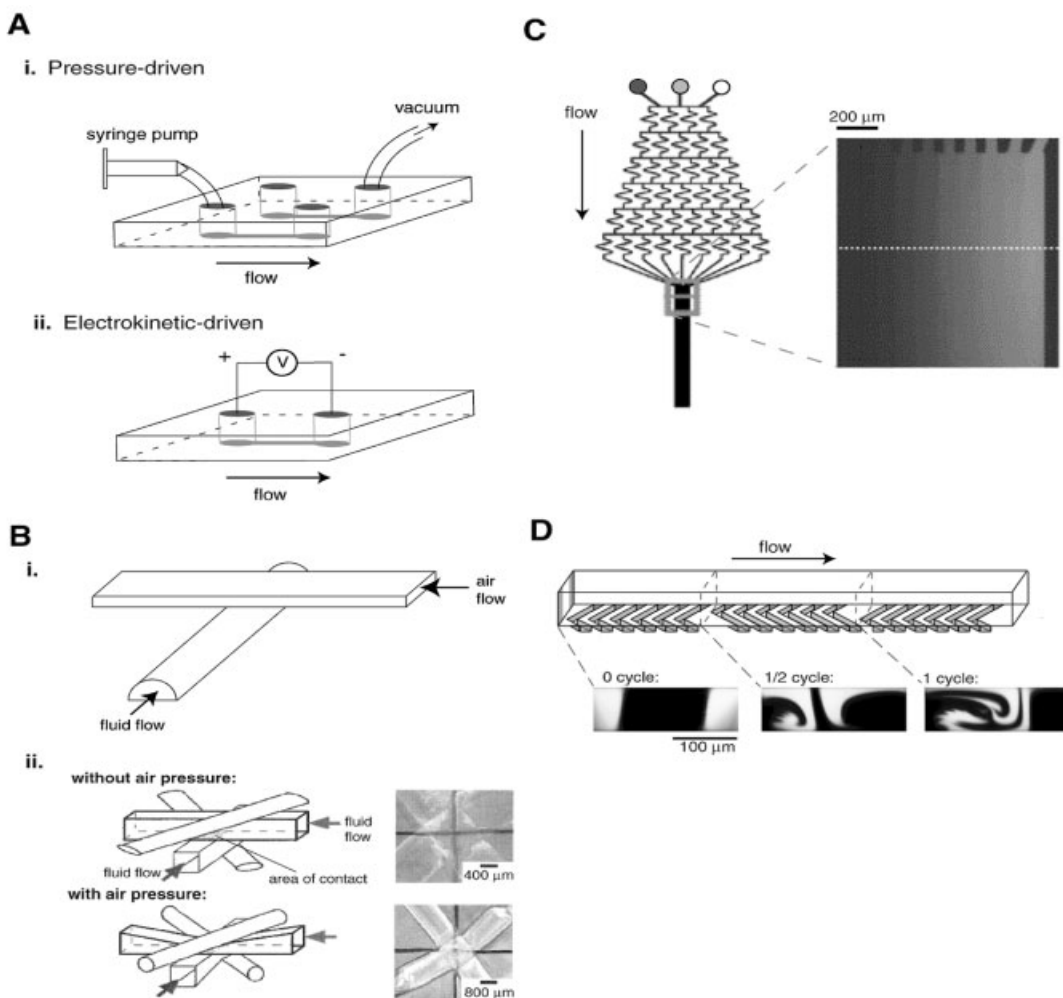 A
i. Pressure-driven
syringe pump
vacuum
flow
ii. Electrokinetic-driven
+
V
-
flow
B
i.
air
flow
fluid flow
ii.
without air pressure:
fluid
flow
fluid flow
area of contact
400 μm
with air pressure:
800 μm
C
flow
200 μm
D
flow
0 cycle:
1/2 cycle:
1 cycle:
100 μm